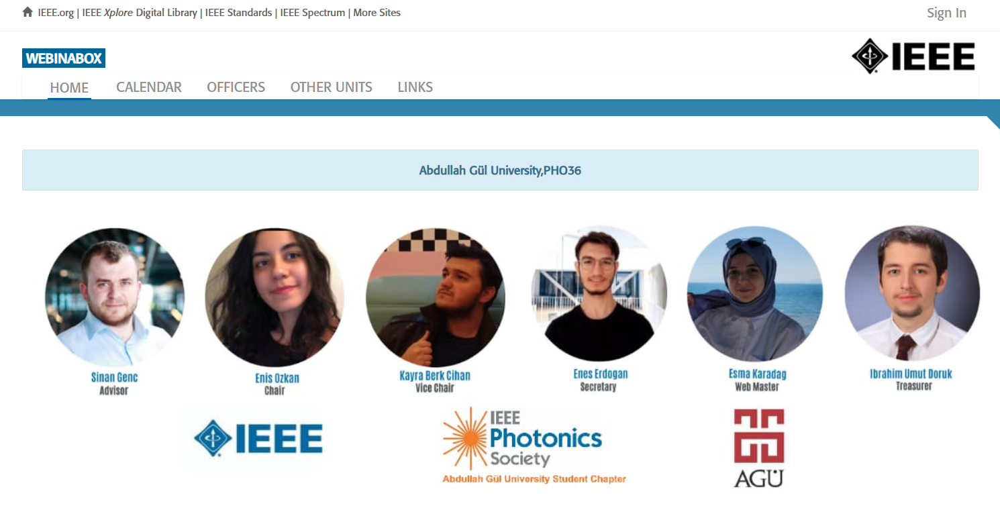 IEEE.org | IEEE Xplore Digital Library | IEEE Standards | IEEE Spectrum | More Sites
Sign In
WEBINABOX
IEEE
HOME CALENDAR OFFICERS OTHER UNITS LINKS
Abdullah Gül University,PHO36
Sinan Genc
Advisor
Enis Ozkan
Chair
Kayra Berk Cihan
Vice Chair
Enes Erdogan
Secretary
Esma Karadag
Web Master
Ibrahim Umut Doruk
Treasurer
IEEE
IEEE
Photonics
Society
Abdullah Gül University Student Chapter
AGÜ